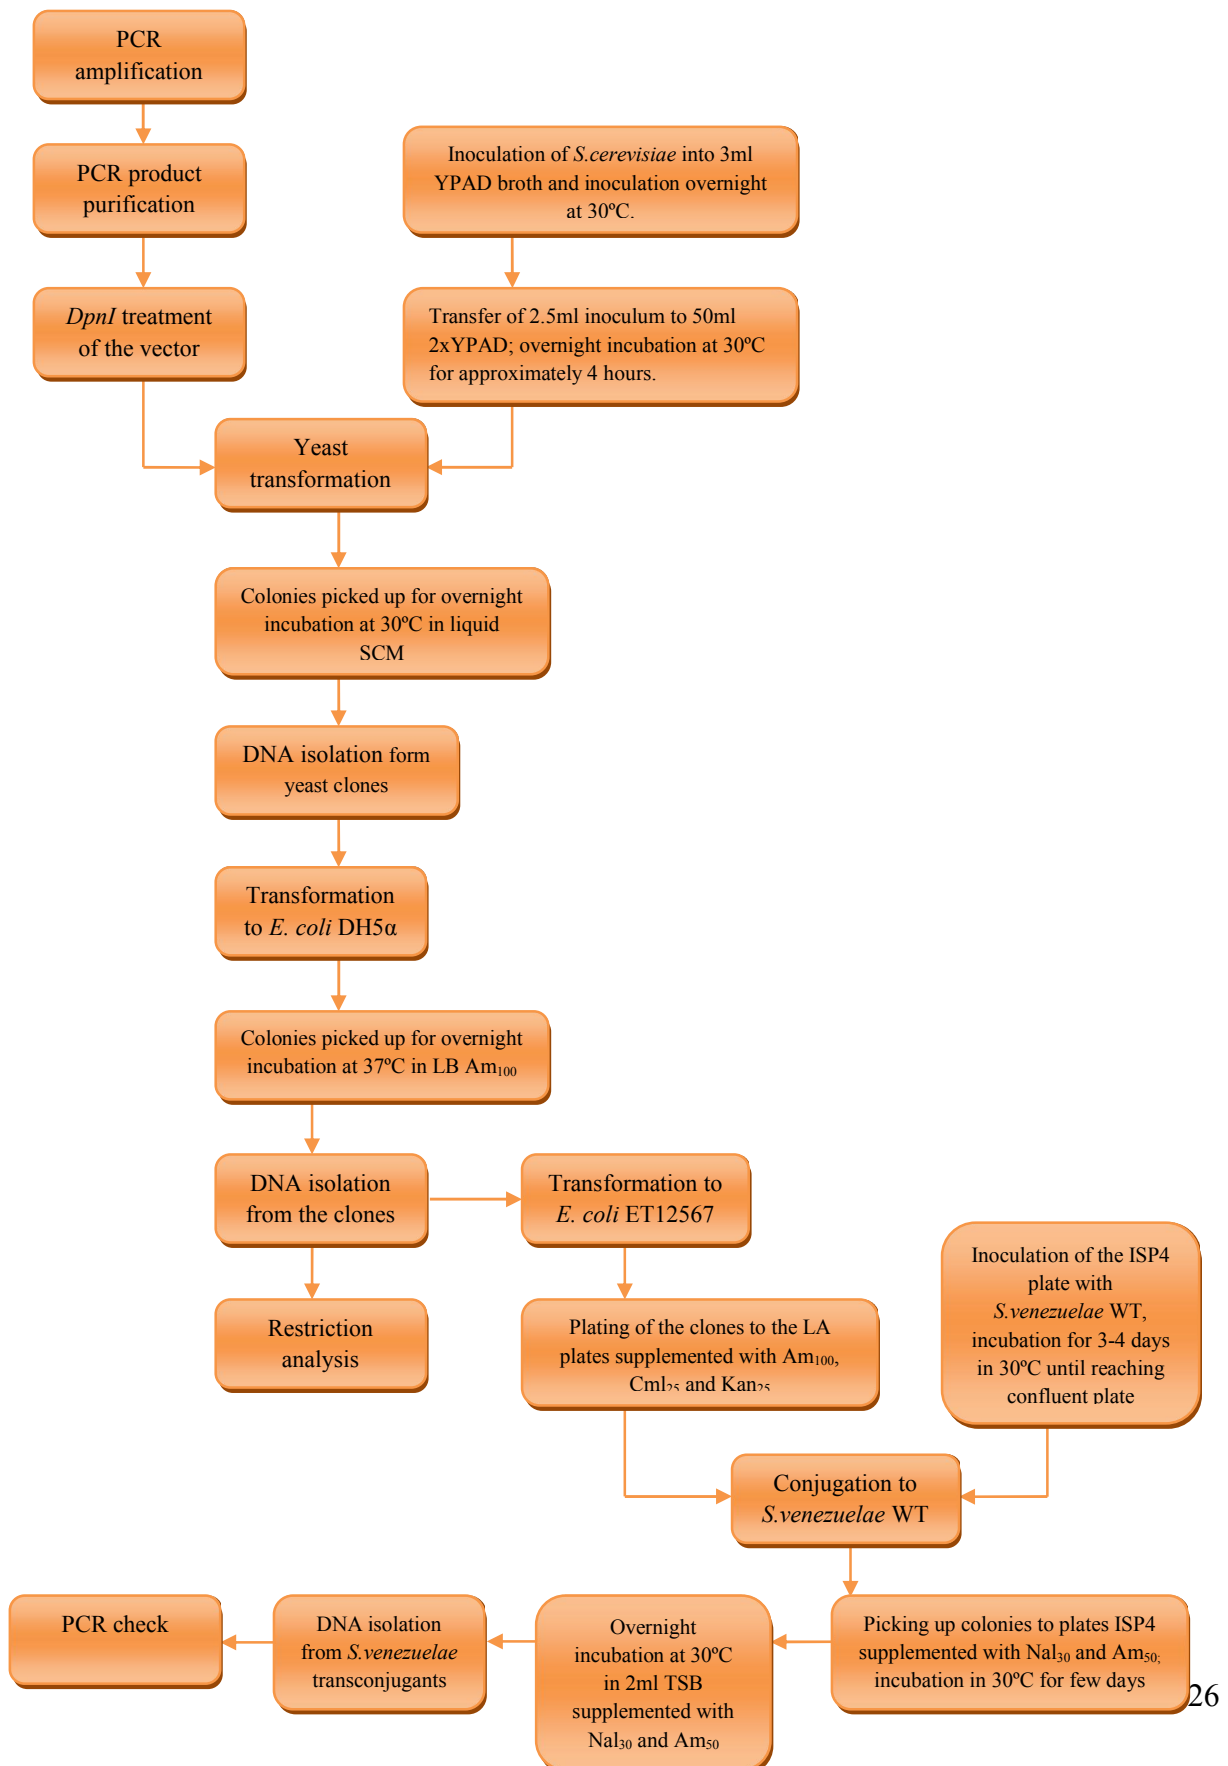 PCR
amplification
PCR product
purification
DpnI treatment
of the vector
Inoculation of S.cerevisiae into 3ml
YPAD broth and inoculation overnight
at 30ºC.
Transfer of 2.5ml inoculum to 50ml
2xYPAD; overnight incubation at 30ºC
for approximately 4 hours.
Yeast
transformation
Colonies picked up for overnight
incubation at 30ºC in liquid
SCM
DNA isolation form
yeast clones
Transformation
to E. coli DH5α
Colonies picked up for overnight
incubation at 37ºC in LB Am100
DNA isolation
from the clones
Restriction
analysis
Transformation to
E. coli ET12567
Plating of the clones to the LA
plates supplemented with Am100,
Cml25 and Kan25
Inoculation of the ISP4
plate with
S.venezuelae WT,
incubation for 3-4 days
in 30ºC until reaching
confluent plate
Conjugation to
S.venezuelae WT
Picking up colonies to plates ISP4
supplemented with Nal30 and Am50;
incubation in 30ºC for few days
Overnight
incubation at 30ºC
in 2ml TSB
supplemented with
Nal30 and Am50
DNA isolation
from S.venezuelae
transconjugants
PCR check
26